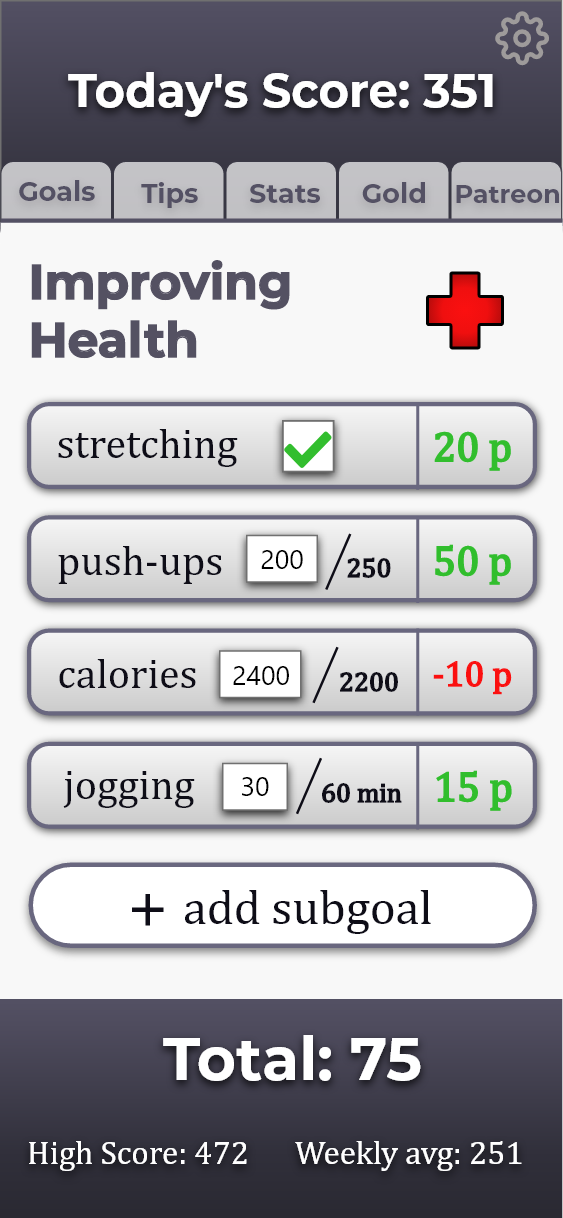 Today's Score: 351
Goals Tips Stats Gold Patreon
Improving
Health
stretching 20 p
push-ups 200 / 250 50 p
calories 2400 / 2200 -10 p
jogging 30 / 60 min 15 p
+ add subgoal
Total: 75
High Score: 472 Weekly avg: 251